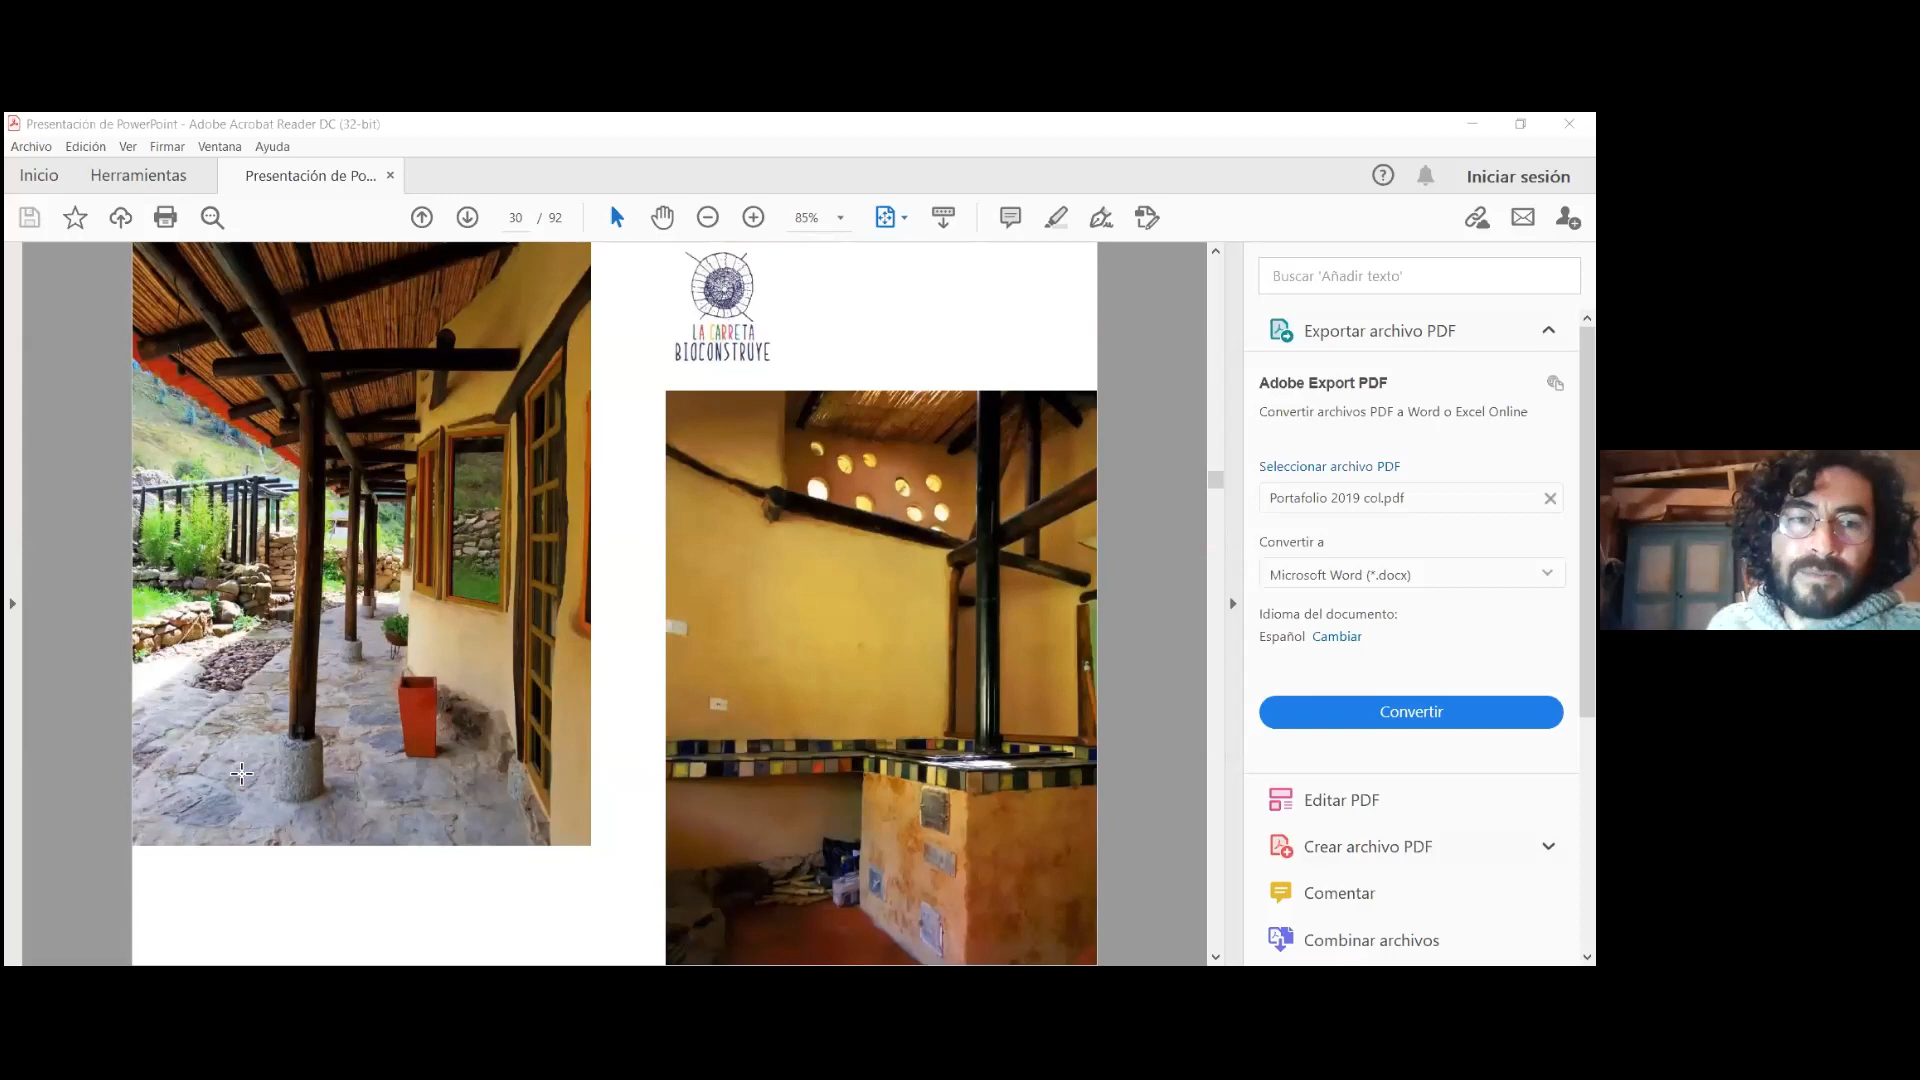 Presentación de PowerPoint - Adobe Acrobat Reader DC (32-bit)
Archivo Edición Ver Firmar Ventana Ayuda
Inicio Herramientas Presentación de Po... × Iniciar sesión
30 / 92 85%
LA CARRETA
BIOCONSTRUYE
Buscar 'Añadir texto'
Exportar archivo PDF
Adobe Export PDF
Convertir archivos PDF a Word o Excel Online
Seleccionar archivo PDF
Portafolio 2019 col.pdf
Convertir a
Microsoft Word (*.docx)
Idioma del documento:
Español Cambiar
Convertir
Editar PDF
Crear archivo PDF
Comentar
Combinar archivos